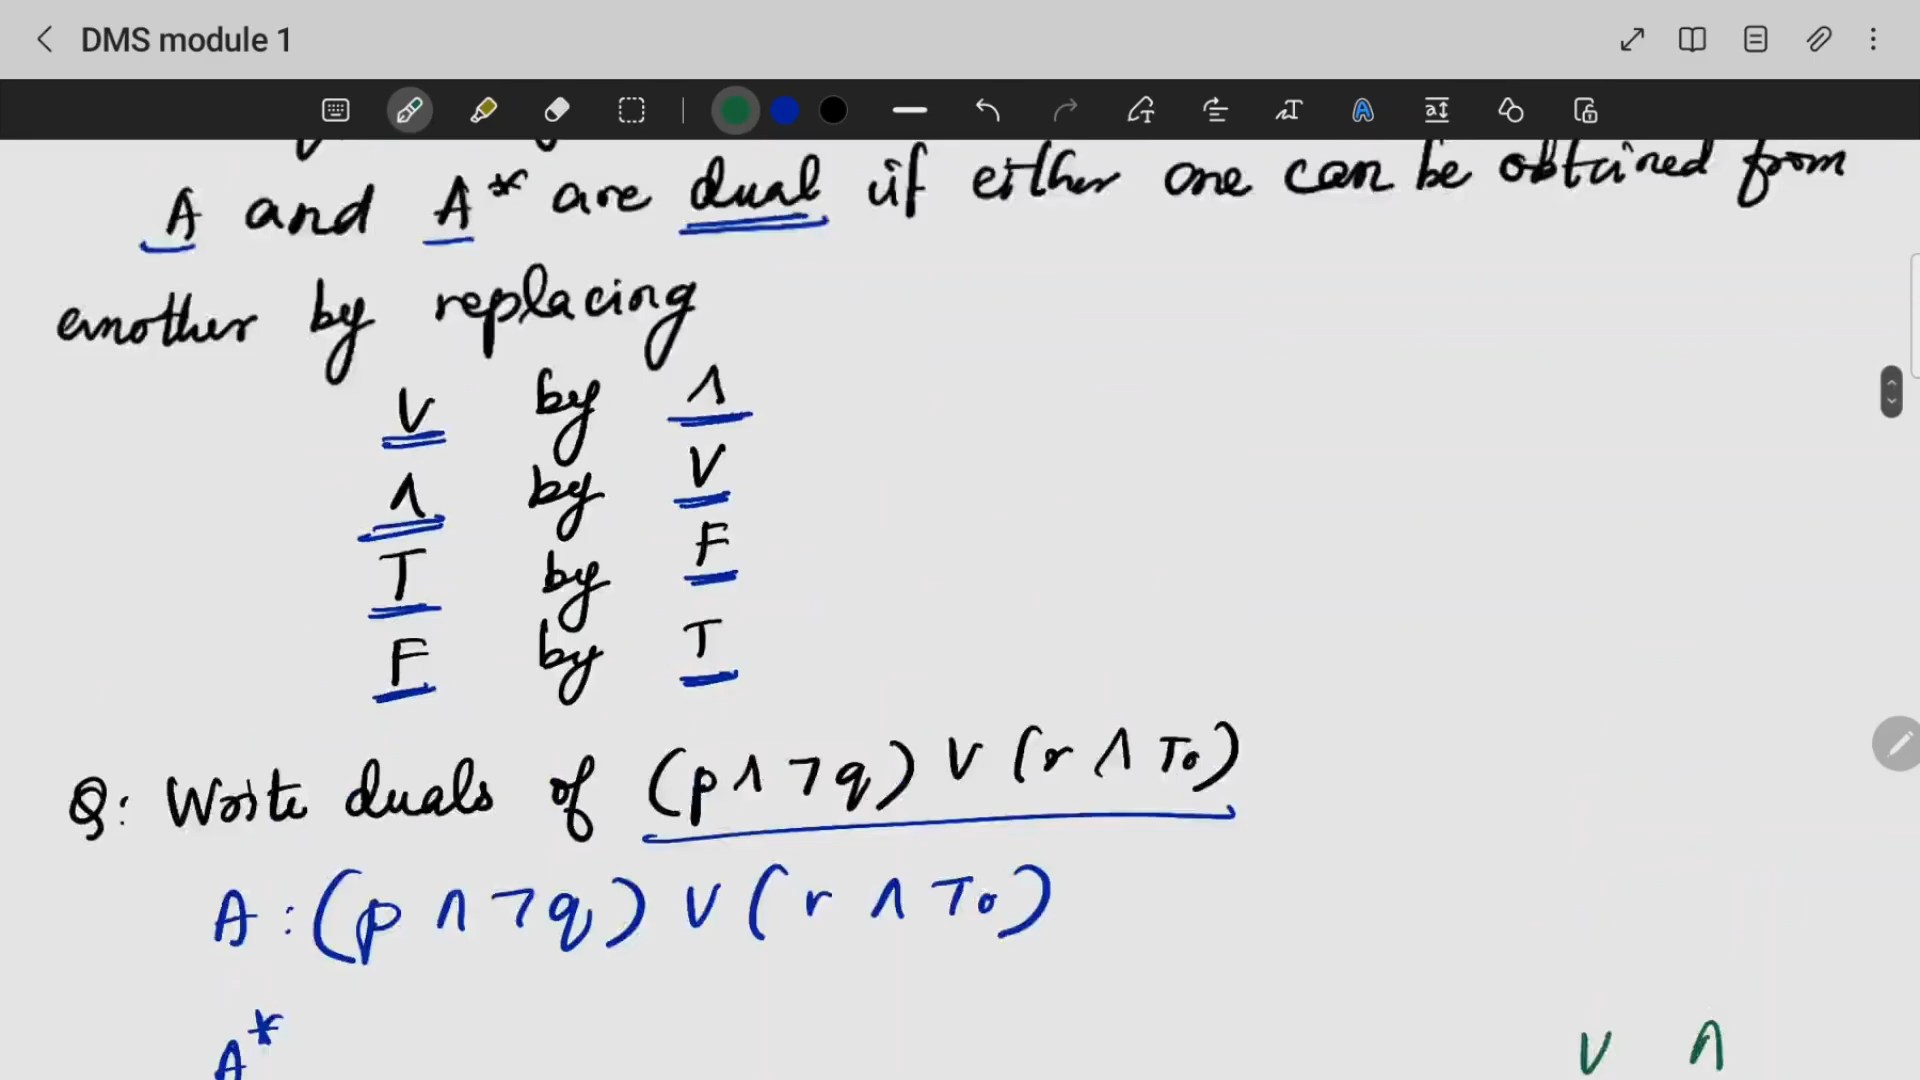 DMS module 1
A and A* are dual if either one can be obtained from
another by replacing
∨ by ∧
∧ by ∨
T by F
F by T
Q: Write duals of (p ∧ ¬q) ∨ (r ∧ T₀)
A: (p ∧ ¬q) ∨ (r ∧ T₀)
A*
∨ ∧